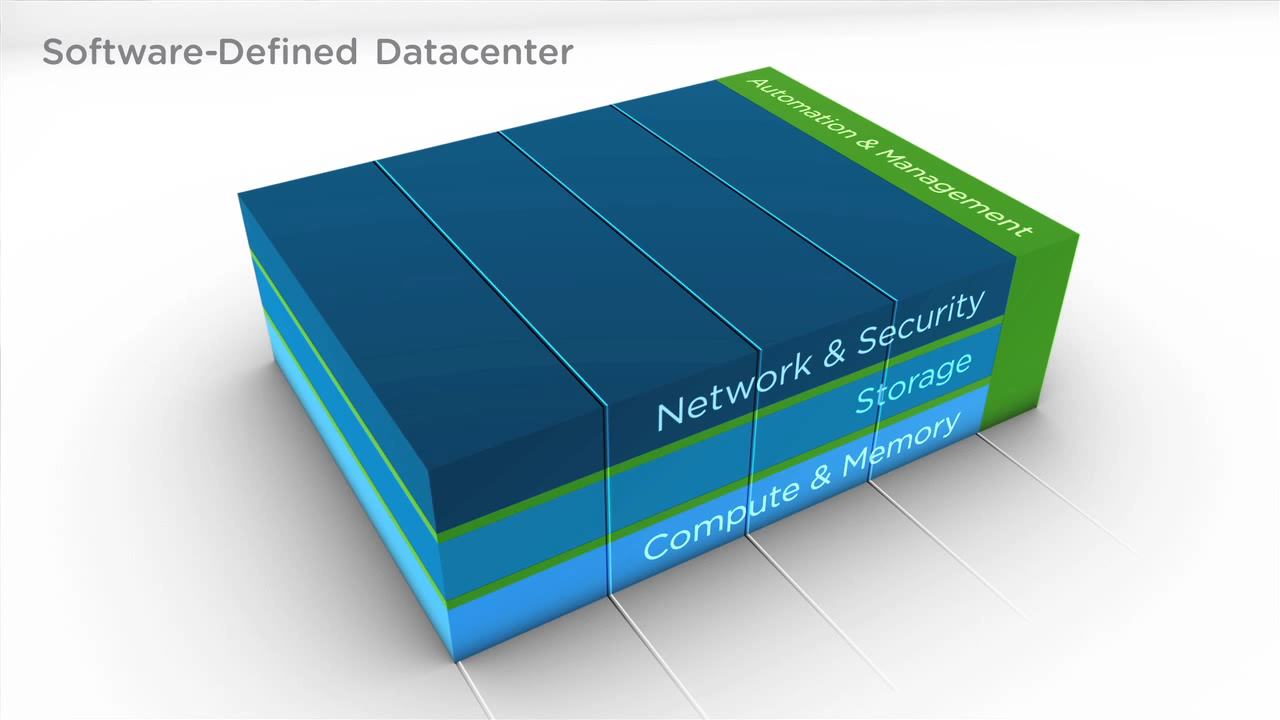 Software-Defined Datacenter
Automation & Management
Network & Security
Storage
Compute & Memory